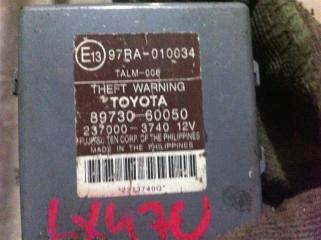 E13 97RA-010034
TALM-006
THEFT WARNING
TOYOTA
89730-60050
237000-3740 12V
FUJITSU TEN CORP. OF THE PHILIPPINES
MADE IN THE PHILIPPINES
LX470